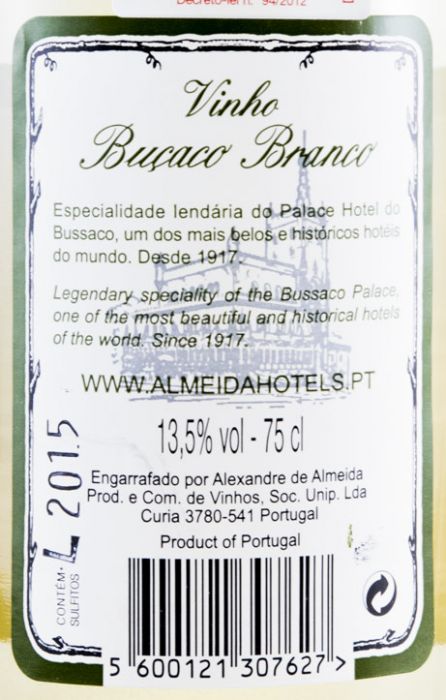 Decreto-lei n.º 94/2012
Vinho
Buçaco Branco
Especialidade lendária do Palace Hotel do
Bussaco, um dos mais belos e históricos hotéis
do mundo. Desde 1917.
Legendary speciality of the Bussaco Palace,
one of the most beautiful and historical hotels
of the world. Since 1917.
WWW.ALMEIDAHOTELS.PT
13,5% vol - 75 cl
Engarrafado por Alexandre de Almeida
Prod. e Com. de Vinhos, Soc. Unip. Lda
Curia 3780-541 Portugal
Product of Portugal
CONTÉM
SULFITOS
L 2015
5 600121 307627 >